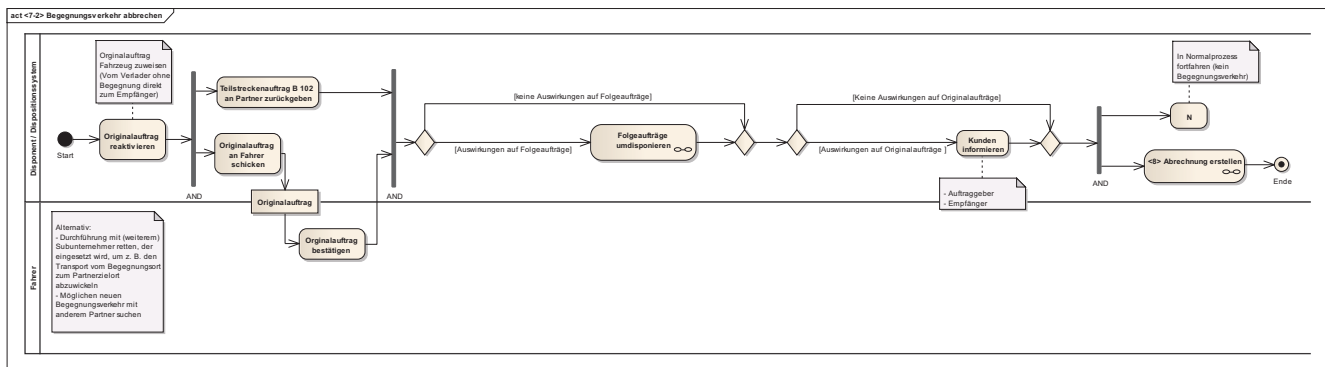 act <7-2> Begegnungsverkehr abbrechen
Disponent / Dispositionssystem
Orginalauftrag
Fahrzeug zuweisen
(Vom Verlader ohne
Begegnung direkt
zum Empfänger)
Start
Originalauftrag
reaktivieren
AND
Teilstreckenauftrag B 102
an Partner zurückgeben
Originalauftrag
an Fahrer
schicken
Originalauftrag
AND
[keine Auswirkungen auf Folgeaufträge]
[Auswirkungen auf Folgeaufträge]
Folgeaufträge
umdisponieren
[Keine Auswirkungen auf Originalaufträge]
[Auswirkungen auf Originalaufträge ]
Kunden
informieren
- Auftraggeber
- Empfänger
AND
In Normalprozess
fortfahren (kein
Begegnungsverkehr)
N
<8> Abrechnung erstellen
Ende
Fahrer
Alternativ:
- Durchführung mit (weiterem)
Subunternehmer retten, der
eingesetzt wird, um z. B. den
Transport vom Begegnungsort
zum Partnerzielort
abzuwickeln
- Möglichen neuen
Begegnungsverkehr mit
anderem Partner suchen
Orginalauftrag
bestätigen